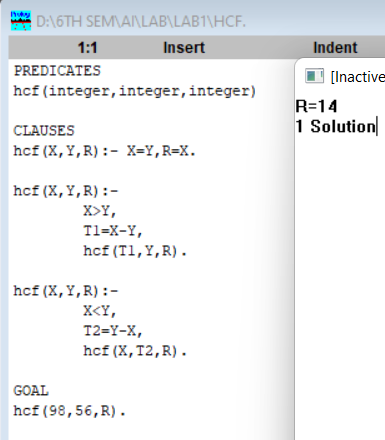 D:\6TH SEM\AI\LAB\LAB1\HCF.
1:1 Insert Indent
PREDICATES
hcf(integer,integer,integer)
CLAUSES
hcf(X,Y,R):- X=Y,R=X.
hcf(X,Y,R):-
X>Y,
T1=X-Y,
hcf(T1,Y,R).
hcf(X,Y,R):-
X<Y,
T2=Y-X,
hcf(X,T2,R).
GOAL
hcf(98,56,R).
[Inactive
R=14
1 Solution